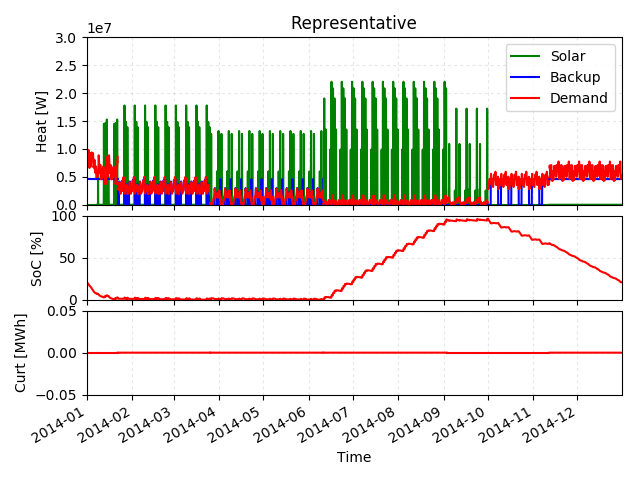 Representative
1e7
3.0
2.5
2.0
1.5
1.0
0.5
0.0
Heat [W]
Solar
Backup
Demand
100
50
0
SoC [%]
0.05
0.00
−0.05
Curt [MWh]
2014-01
2014-02
2014-03
2014-04
2014-05
2014-06
2014-07
2014-08
2014-09
2014-10
2014-11
2014-12
Time